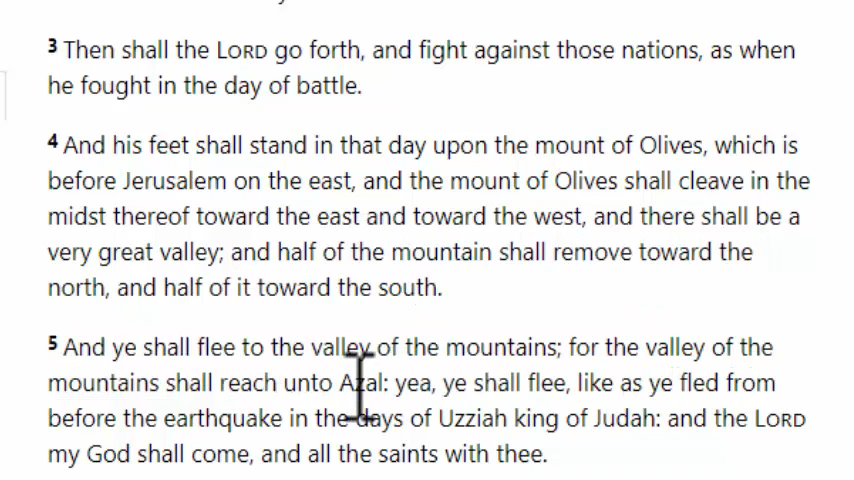 3 Then shall the LORD go forth, and fight against those nations, as when
he fought in the day of battle.
4 And his feet shall stand in that day upon the mount of Olives, which is
before Jerusalem on the east, and the mount of Olives shall cleave in the
midst thereof toward the east and toward the west, and there shall be a
very great valley; and half of the mountain shall remove toward the
north, and half of it toward the south.
5 And ye shall flee to the valley of the mountains; for the valley of the
mountains shall reach unto Azal: yea, ye shall flee, like as ye fled from
before the earthquake in the days of Uzziah king of Judah: and the LORD
my God shall come, and all the saints with thee.